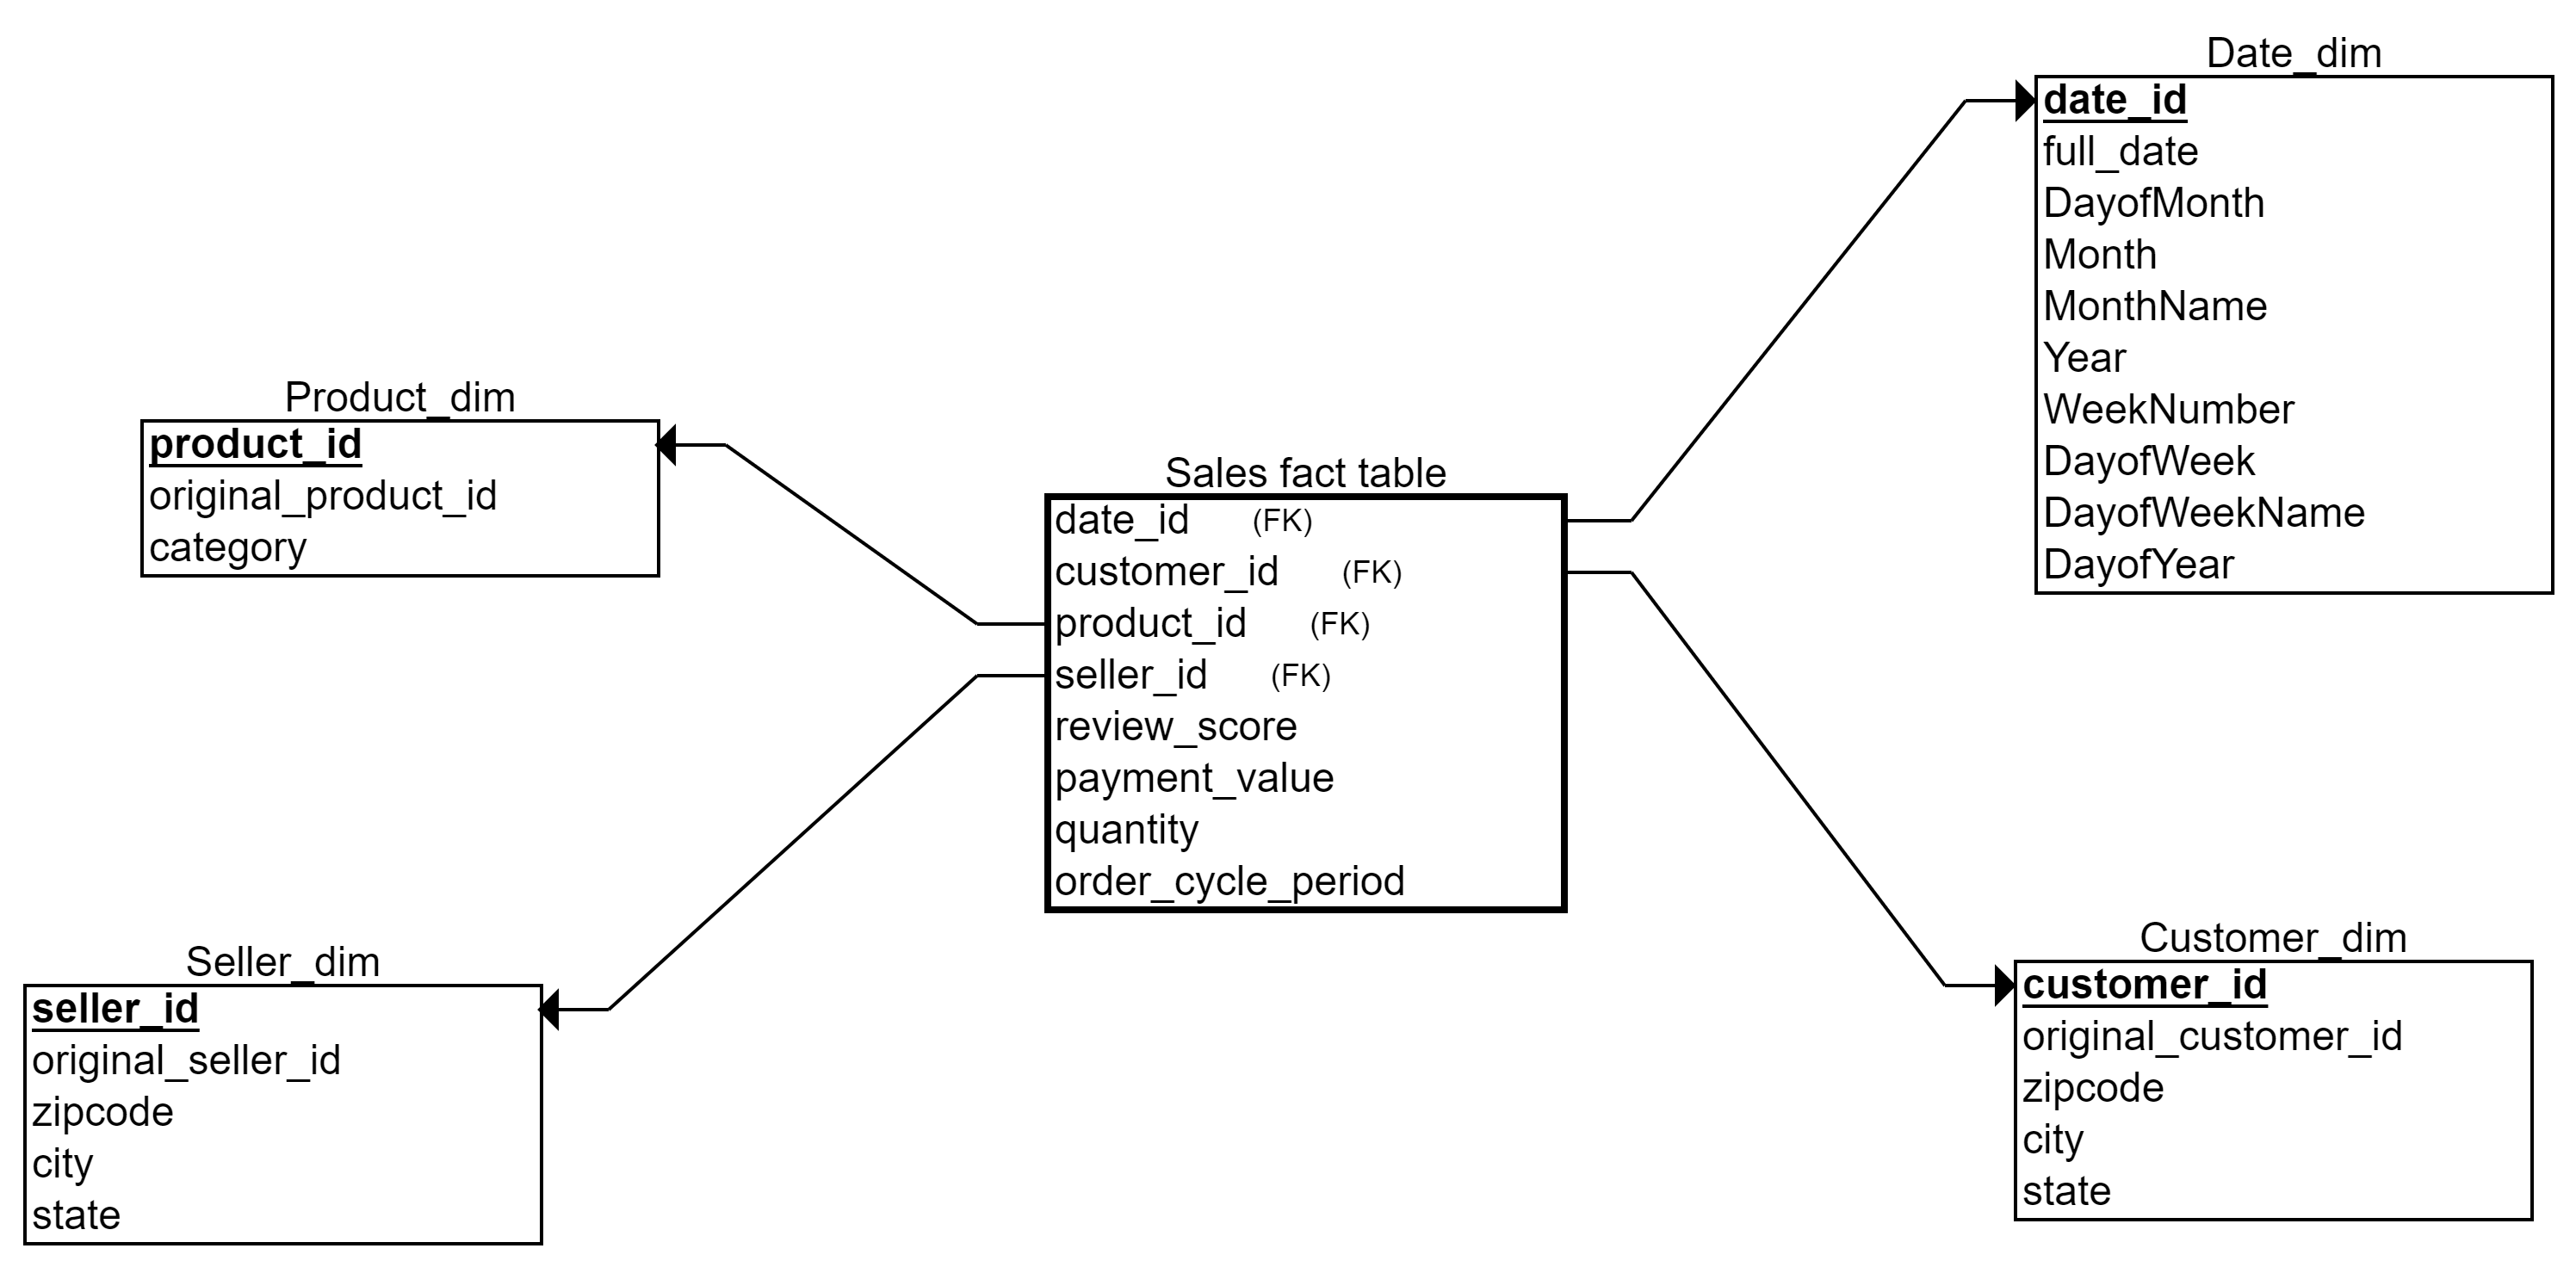 Date_dim
date_id
full_date
DayofMonth
Month
MonthName
Year
WeekNumber
DayofWeek
DayofWeekName
DayofYear
Product_dim
product_id
original_product_id
category
Sales fact table
date_id (FK)
customer_id (FK)
product_id (FK)
seller_id (FK)
review_score
payment_value
quantity
order_cycle_period
Seller_dim
seller_id
original_seller_id
zipcode
city
state
Customer_dim
customer_id
original_customer_id
zipcode
city
state